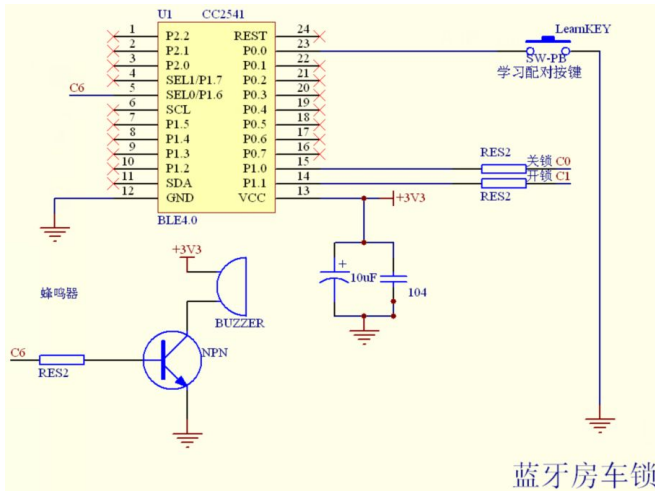 U1 CC2541
1 P2.2 REST 24
2 P2.1 P0.0 23
3 P2.0 P0.1 22
4 SEL1/P1.7 P0.2 21
C6 5 SEL0/P1.6 P0.3 20
6 SCL P0.4 19
7 P1.5 P0.5 18
8 P1.4 P0.6 17
9 P1.3 P0.7 16
10 P1.2 P1.0 15
11 SDA P1.1 14
12 GND VCC 13
BLE4.0
LearnKEY
SW-PB
学习配对按键
RES2 关锁 C0
开锁 C1
RES2
+3V3
+
10uF
104
+3V3
蜂鸣器
BUZZER
NPN
C6
RES2
蓝牙房车锁